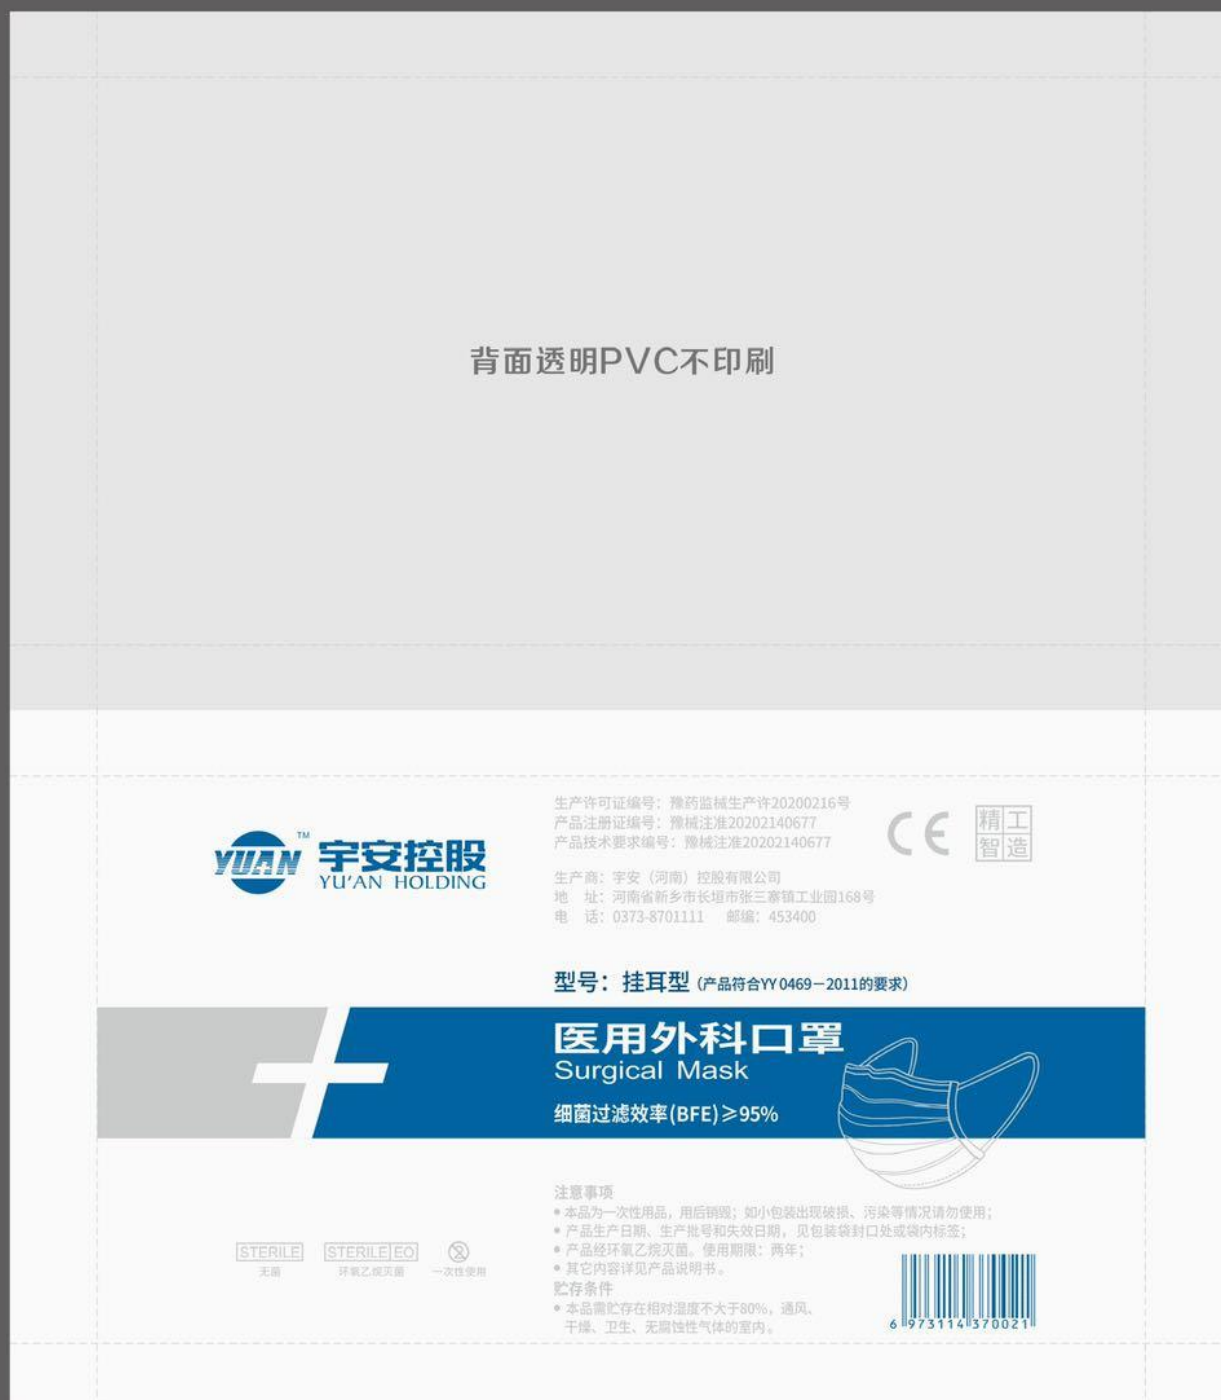 背面透明PVC不印刷
YUAN
TM
宇安控股
YU'AN HOLDING
生产许可证编号：豫药监械生产许20200216号
产品注册证编号：豫械注准20202140677
产品技术要求编号：豫械注准20202140677
CE
精工
智造
生产商：宇安（河南）控股有限公司
地 址：河南省新乡市长垣市张三寨镇工业园168号
电 话：0373-8701111 邮编：453400
型号：挂耳型（产品符合YY 0469－2011的要求）
医用外科口罩
Surgical Mask
细菌过滤效率(BFE)≥95%
注意事项
• 本品为一次性用品，用后销毁；如小包装出现破损、污染等情况请勿使用；
• 产品生产日期、生产批号和失效日期，见包装袋封口处或袋内标签；
• 产品经环氧乙烷灭菌。使用期限：两年；
• 其它内容详见产品说明书。
贮存条件
• 本品需贮存在相对湿度不大于80%，通风、
干燥、卫生、无腐蚀性气体的室内。
STERILE
无菌
STERILE EO
环氧乙烷灭菌
2
一次性使用
6 973114 370021